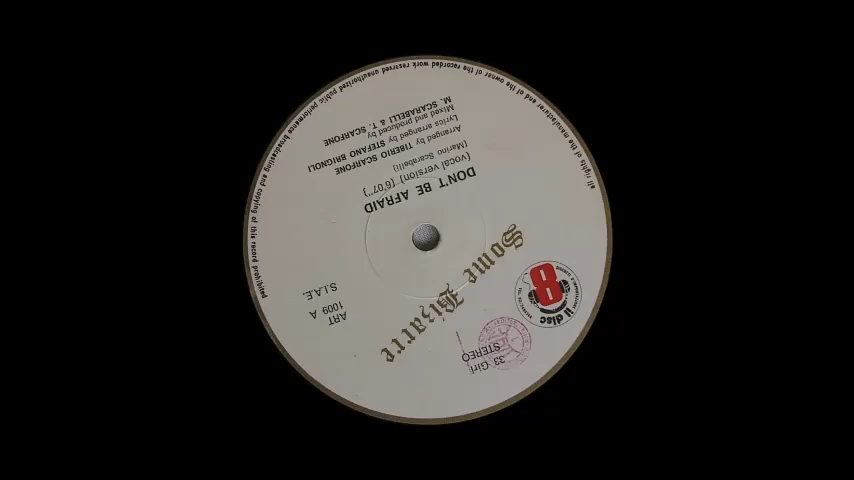 Some Bizarre
33 Giri
STEREO
ART
1009 A
S.I.A.E.
8
il disc
DON'T BE AFRAID
(vocal version) (6'07")
(Marino Scarabelli)
Arranged by TIBERIO SCARFONE
Lyrics arranged by STEFANO BRIGNOLI
Mixed and produced by
M. SCARABELLI & T. SCARFONE
all rights of the manufacturer and of the owner of the recorded work reserved unauthorized public performance broadcasting and copying of this record prohibited